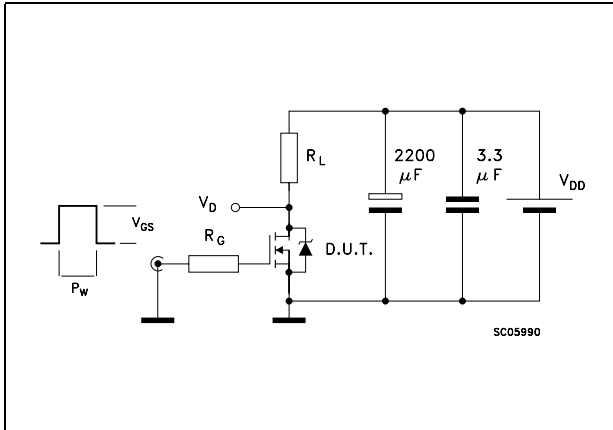 R_L
2200
μF
3.3
μF
V_DD
V_D
V_GS
R_G
D.U.T.
P_W
SC05990